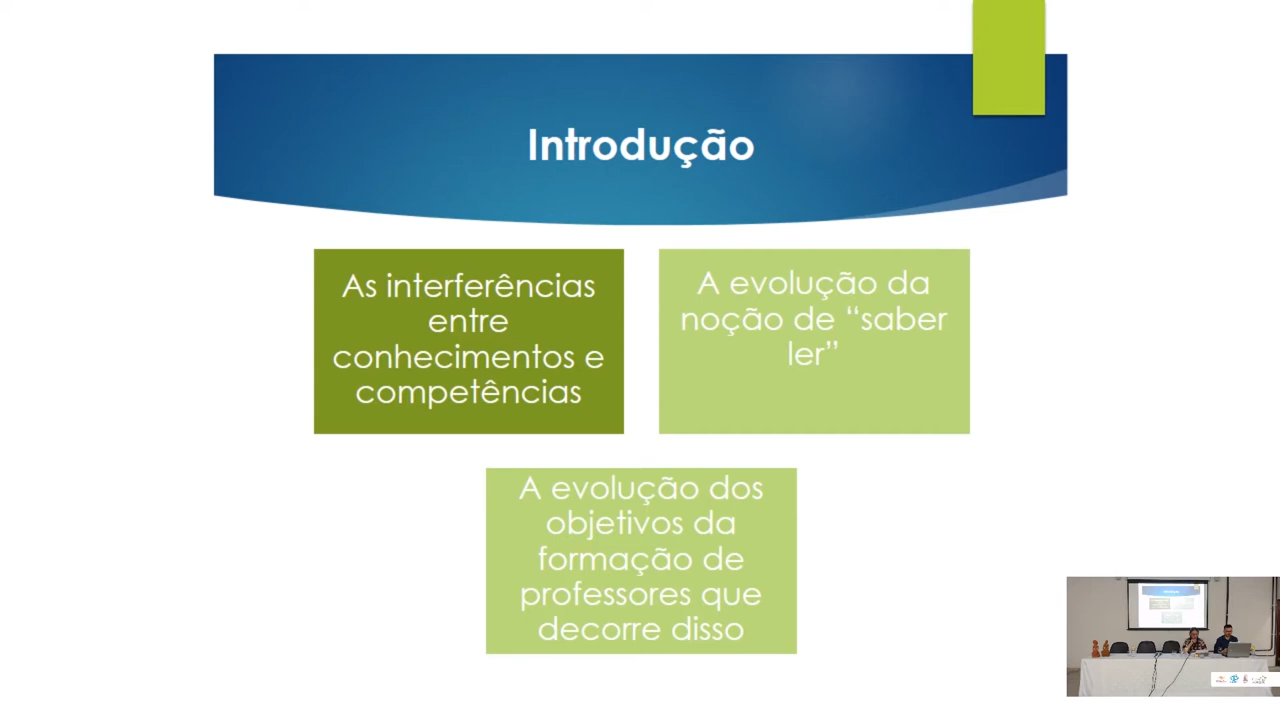 Introdução
As interferências
entre
conhecimentos e
competências
A evolução da
noção de “saber
ler”
A evolução dos
objetivos da
formação de
professores que
decorre disso